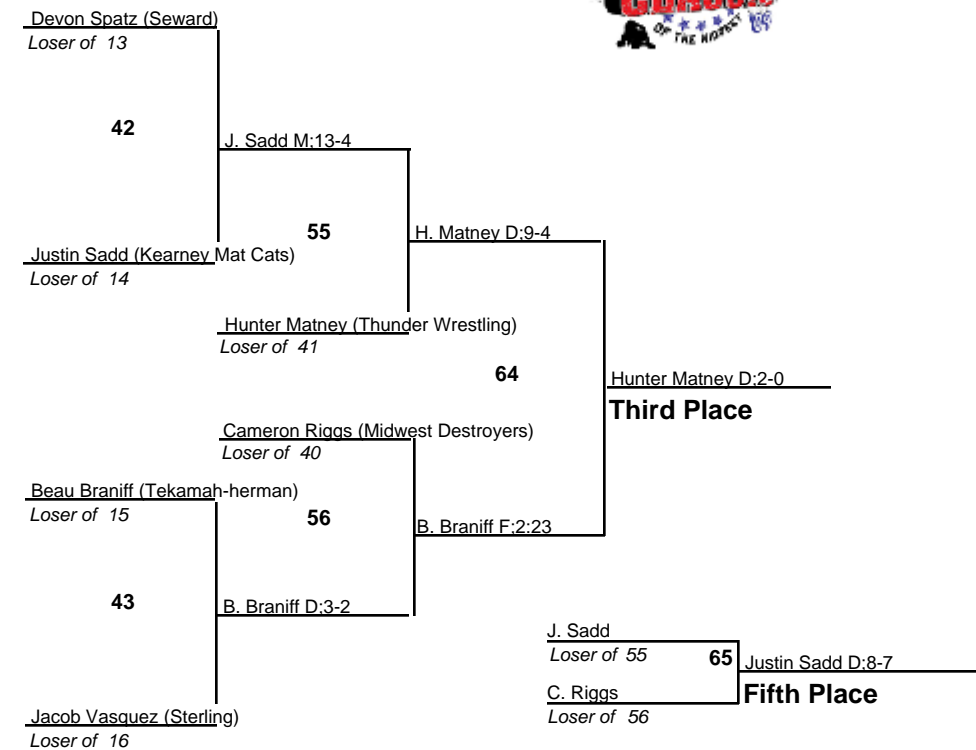 OF THE MIDWEST
Devon Spatz (Seward)
Loser of 13
42
J. Sadd M;13-4
55
H. Matney D;9-4
Justin Sadd (Kearney Mat Cats)
Loser of 14
Hunter Matney (Thunder Wrestling)
Loser of 41
64
Hunter Matney D;2-0
Third Place
Cameron Riggs (Midwest Destroyers)
Loser of 40
Beau Braniff (Tekamah-herman)
Loser of 15
56
B. Braniff F;2:23
43
B. Braniff D;3-2
J. Sadd
Loser of 55
65
Justin Sadd D;8-7
C. Riggs
Fifth Place
Loser of 56
Jacob Vasquez (Sterling)
Loser of 16